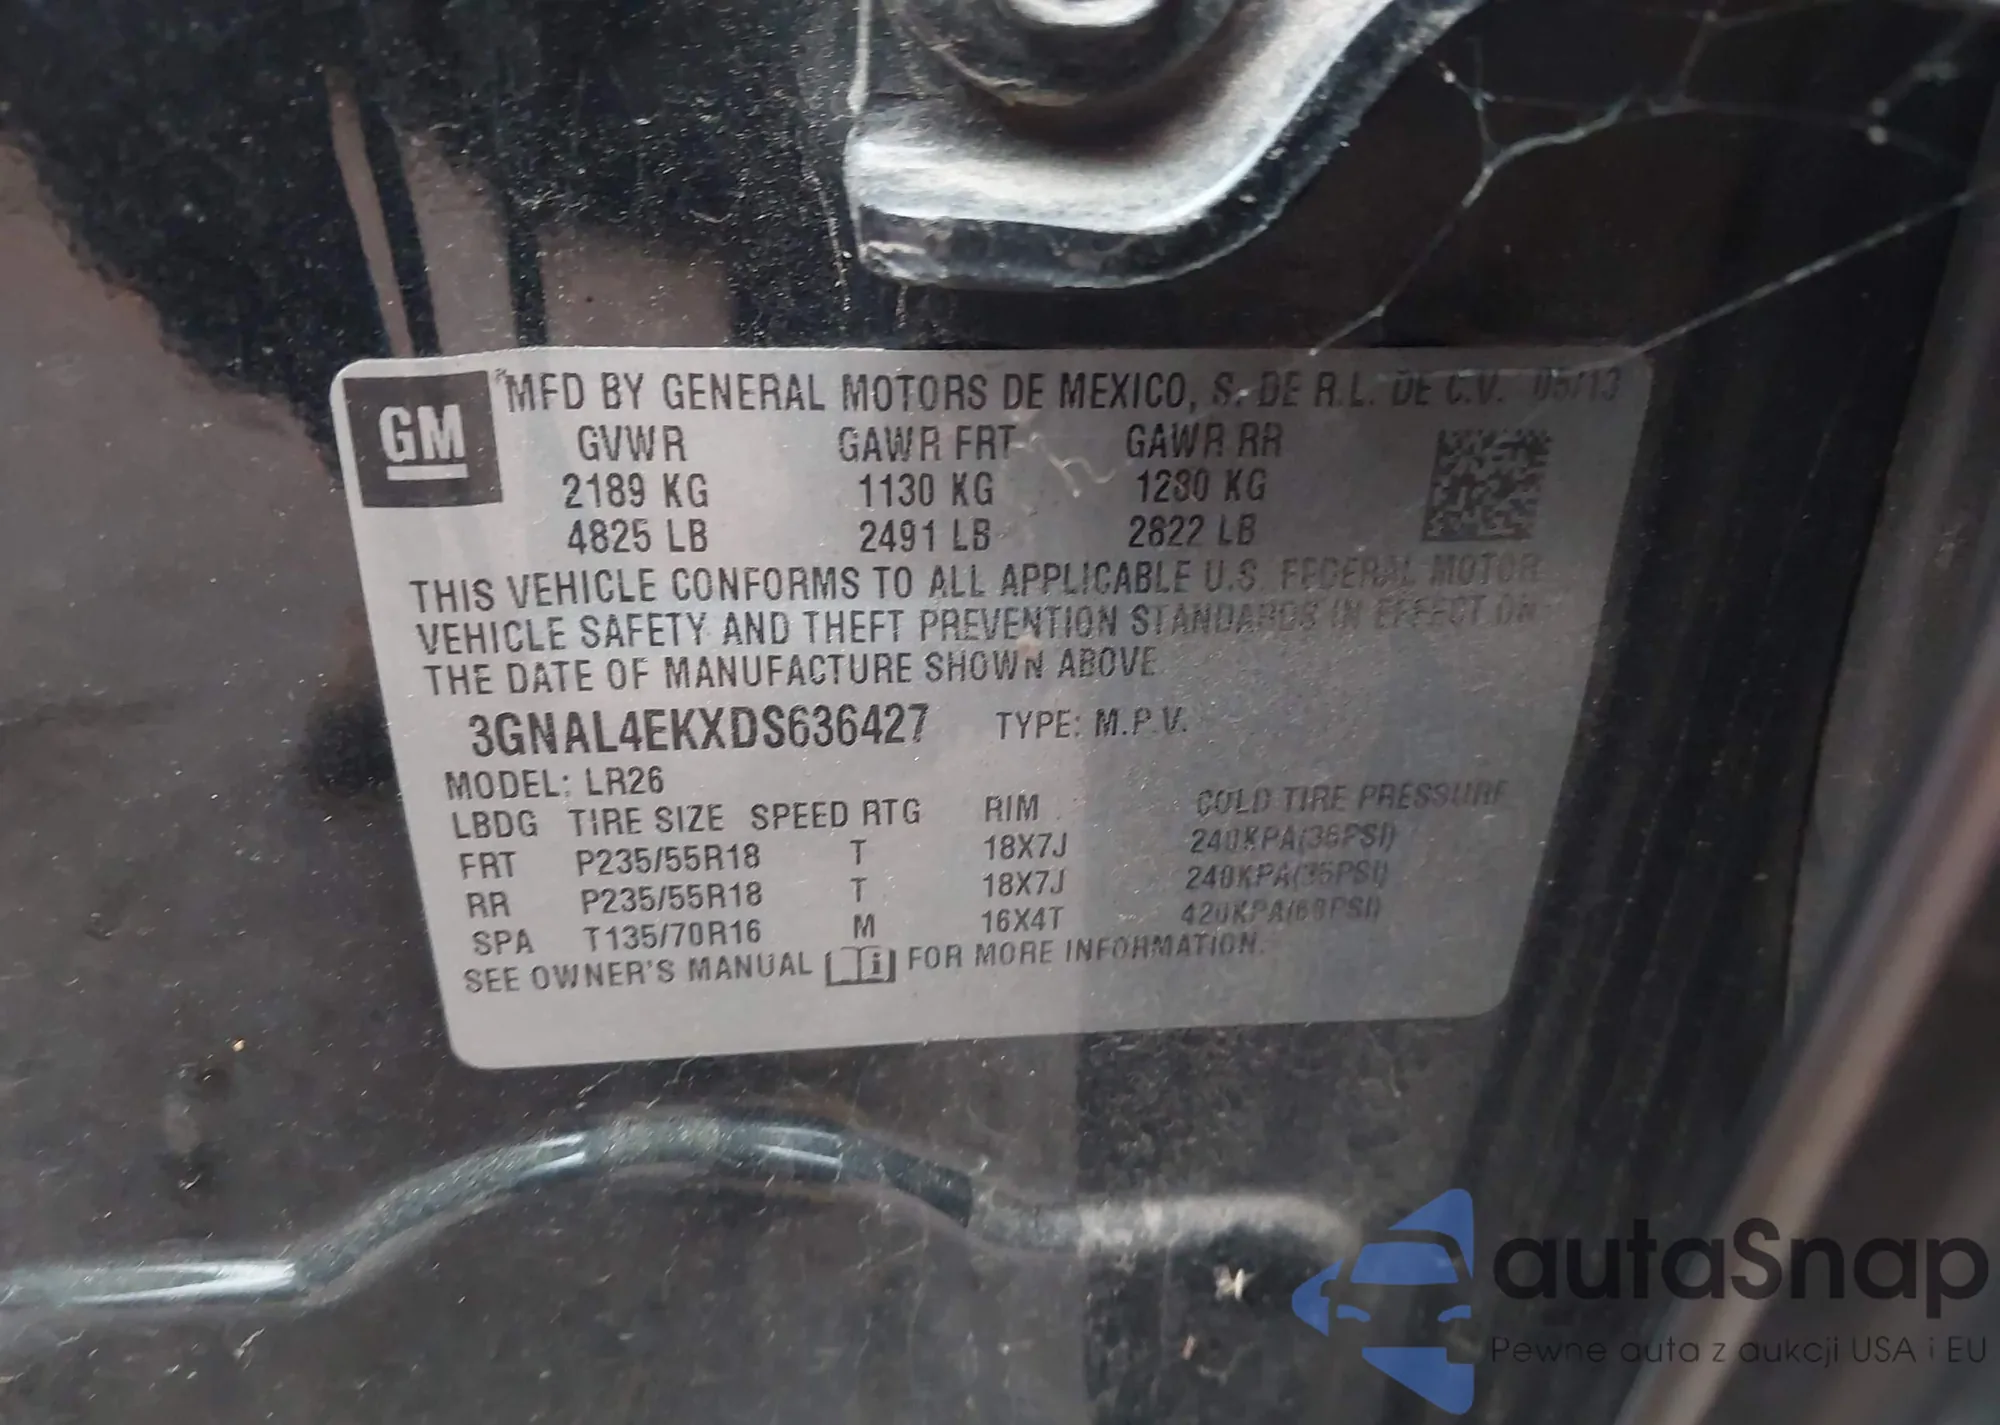 GM
MFD BY GENERAL MOTORS DE MEXICO, S. DE R.L. DE C.V. 05/13
GVWR GAWR FRT GAWR RR
2189 KG 1130 KG 1280 KG
4825 LB 2491 LB 2822 LB
THIS VEHICLE CONFORMS TO ALL APPLICABLE U.S. FEDERAL MOTOR
VEHICLE SAFETY AND THEFT PREVENTION STANDARDS IN EFFECT ON
THE DATE OF MANUFACTURE SHOWN ABOVE.
3GNAL4EKXDS636427 TYPE: M.P.V.
MODEL: LR26
LBDG TIRE SIZE SPEED RTG RIM COLD TIRE PRESSURE
FRT P235/55R18 T 18X7J 240KPA(35PSI)
RR P235/55R18 T 18X7J 240KPA(35PSI)
SPA T135/70R16 M 16X4T 420KPA(60PSI)
SEE OWNER'S MANUAL FOR MORE INFORMATION.
autaSnap
Pewne auta z aukcji USA i EU